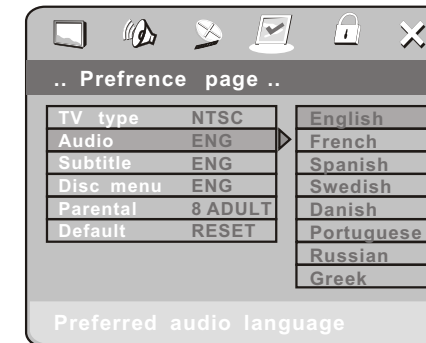 .. Prefrence page ..
TV type NTSC
Audio ENG
Subtitle ENG
Disc menu ENG
Parental 8 ADULT
Default RESET
English
French
Spanish
Swedish
Danish
Portuguese
Russian
Greek
Preferred audio language